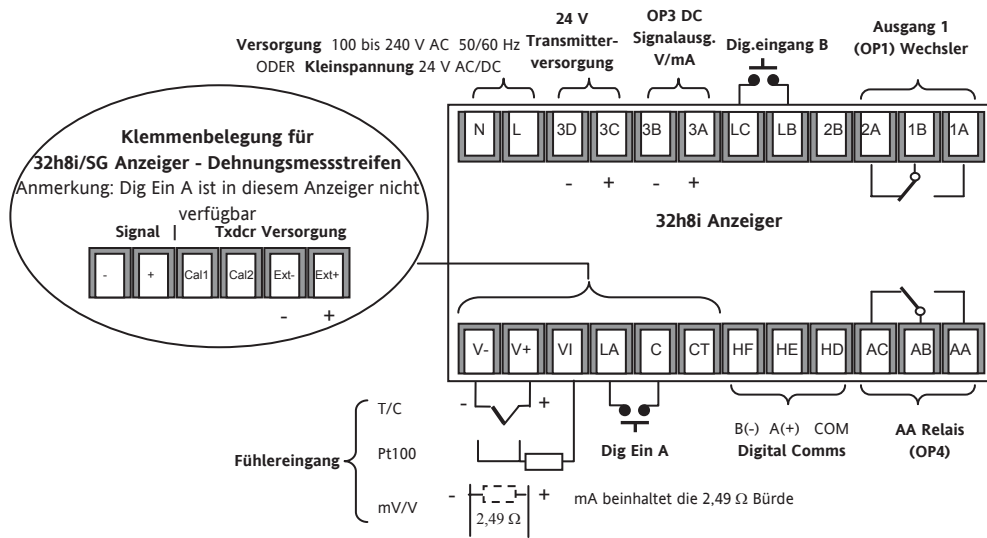 Versorgung 100 bis 240 V AC 50/60 Hz
ODER Kleinspannung 24 V AC/DC
24 V
Transmitter-
versorgung
OP3 DC
Signalausg.
V/mA
Dig.eingang B
Ausgang 1
(OP1) Wechsler
N L 3D 3C 3B 3A LC LB 2B 2A 1B 1A
- + - +
32h8i Anzeiger
Klemmenbelegung für
32h8i/SG Anzeiger - Dehnungsmessstreifen
Anmerkung: Dig Ein A ist in diesem Anzeiger nicht
verfügbar
Signal | Txdcr Versorgung
- + Cal1 Cal2 Ext- Ext+
- +
V- V+ VI LA C CT HF HE HD AC AB AA
Fühlereingang
T/C
- +
Pt100
mV/V
- +
2,49 Ω
mA beinhaltet die 2,49 Ω Bürde
Dig Ein A
B(-) A(+) COM
Digital Comms
AA Relais
(OP4)